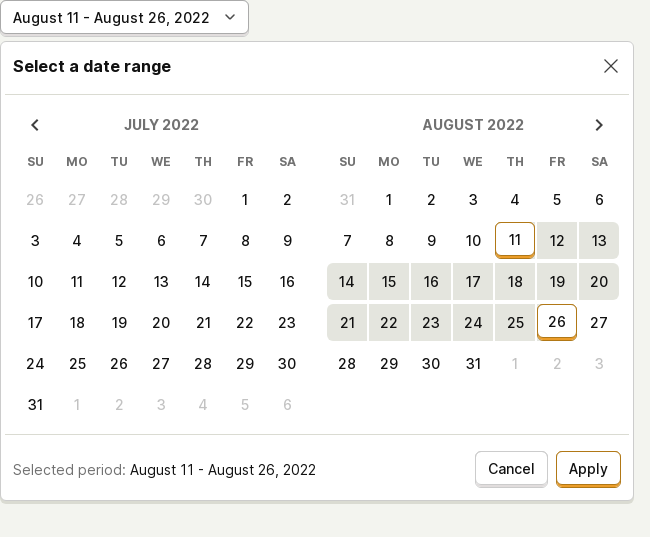 August 11 - August 26, 2022
Select a date range
JULY 2022
SU MO TU WE TH FR SA
26 27 28 29 30 1 2
3 4 5 6 7 8 9
10 11 12 13 14 15 16
17 18 19 20 21 22 23
24 25 26 27 28 29 30
31 1 2 3 4 5 6
AUGUST 2022
SU MO TU WE TH FR SA
31 1 2 3 4 5 6
7 8 9 10 11 12 13
14 15 16 17 18 19 20
21 22 23 24 25 26 27
28 29 30 31 1 2 3
Selected period: August 11 - August 26, 2022
Cancel
Apply